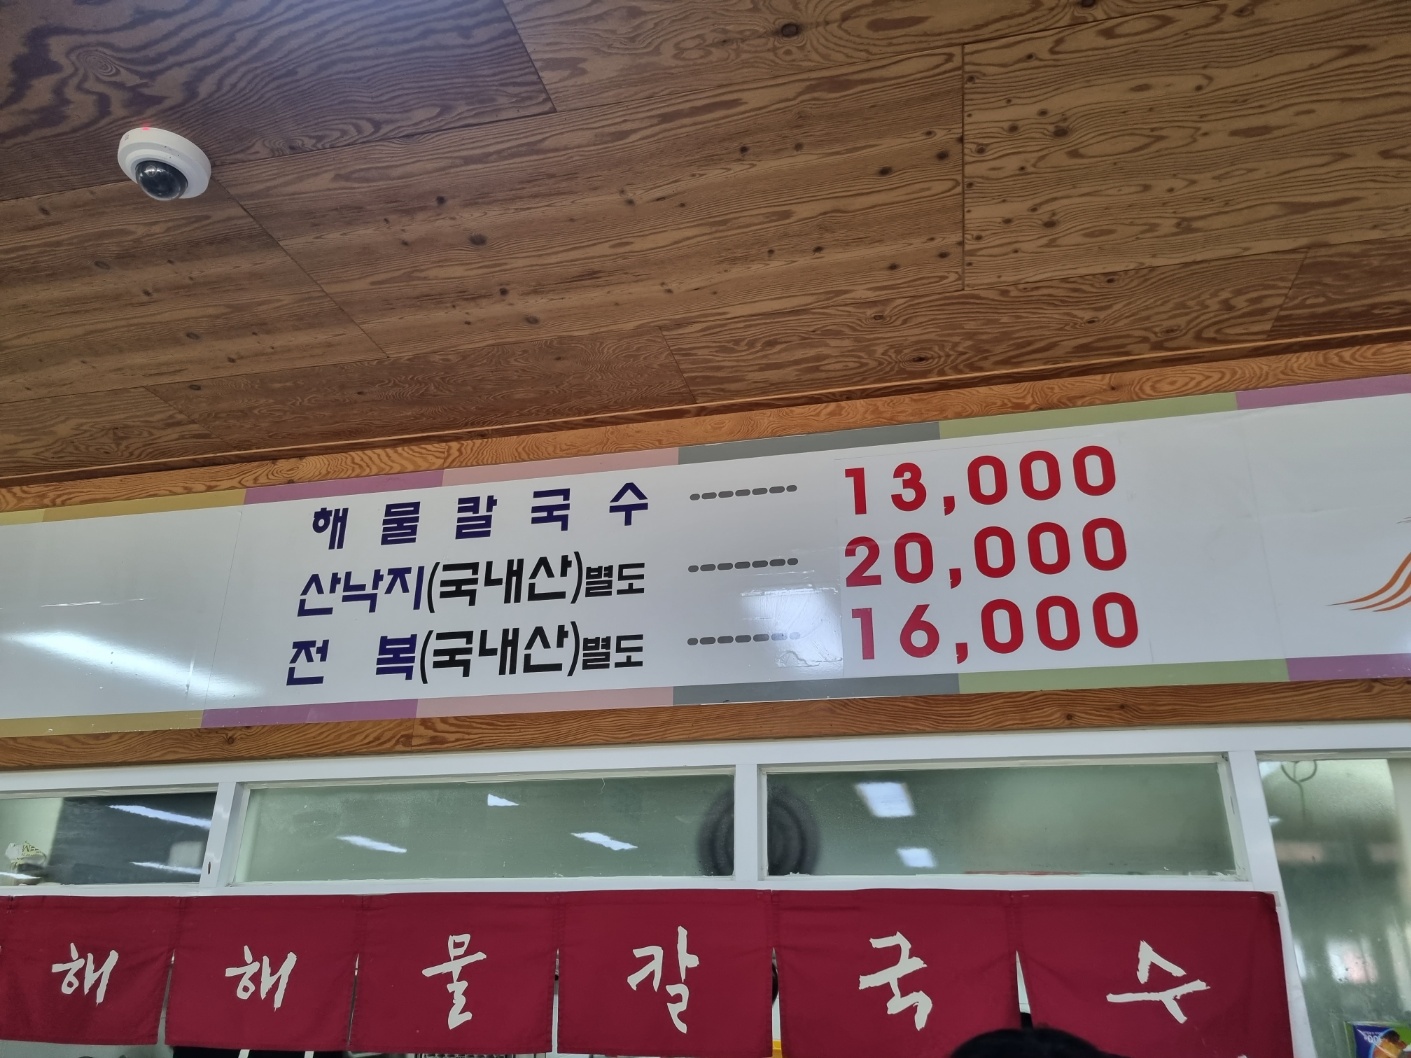 해물칼국수 ------- 13,000
산낙지(국내산)별도 ------- 20,000
전 복(국내산)별도 ------- 16,000
해 해 물 칼 국 수